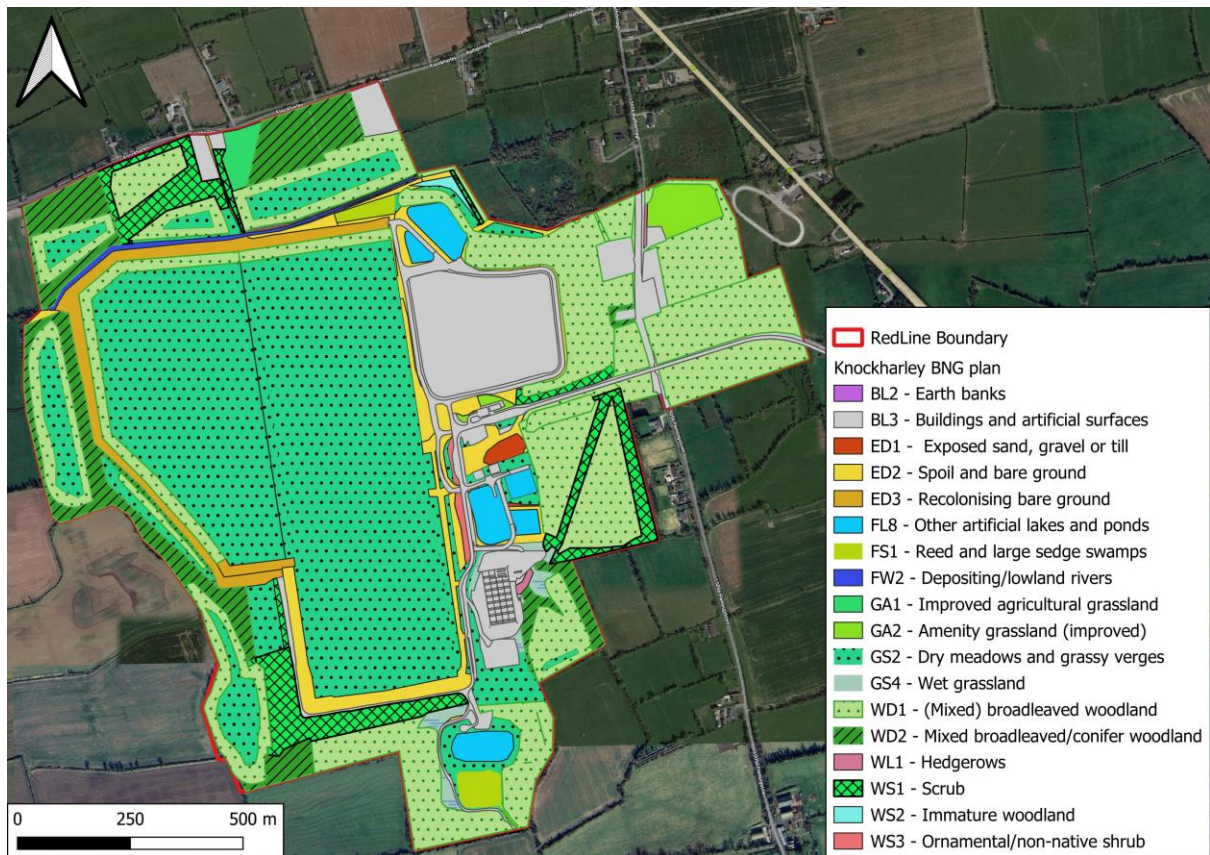 Knockharley
RedLine Boundary
Knockharley BNG plan
BL2 - Earth banks
BL3 - Buildings and artificial surfaces
ED1 -  Exposed sand, gravel or till
ED2 - Spoil and bare ground
ED3 - Recolonising bare ground
FL8 - Other artificial lakes and ponds
FS1 - Reed and large sedge swamps
FW2 - Depositing/lowland rivers
GA1 - Improved agricultural grassland
GA2 - Amenity grassland (improved)
GS2 - Dry meadows and grassy verges
GS4 - Wet grassland
WD1 - (Mixed) broadleaved woodland
WD2 - Mixed broadleaved/conifer woodland
WL1 - Hedgerows
WS1 - Scrub
WS2 - Immature woodland
WS3 - Ornamental/non-native shrub
0 250 500 m